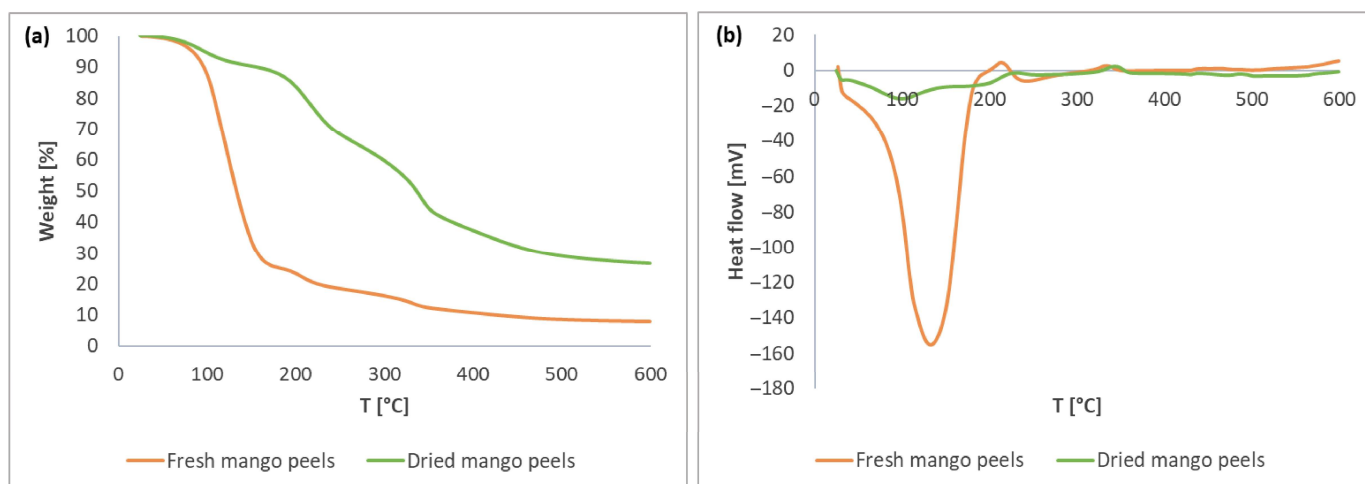 (a)
Weight [%]
100
90
80
70
60
50
40
30
20
10
0
0 100 200 300 400 500 600
T [°C]
Fresh mango peels Dried mango peels
(b)
Heat flow [mV]
20
0
−20
−40
−60
−80
−100
−120
−140
−160
−180
0 100 200 300 400 500 600
T [°C]
Fresh mango peels Dried mango peels